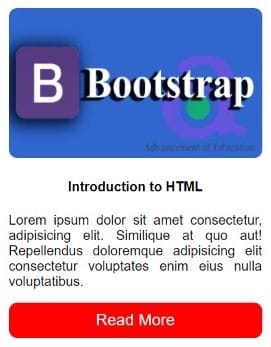 B Bootstrap
Advancement of Education
Introduction to HTML
Lorem ipsum dolor sit amet consectetur,
adipisicing elit. Similique at quo aut!
Repellendus doloremque adipisicing elit
consectetur voluptates enim eius nulla
voluptatibus.
Read More